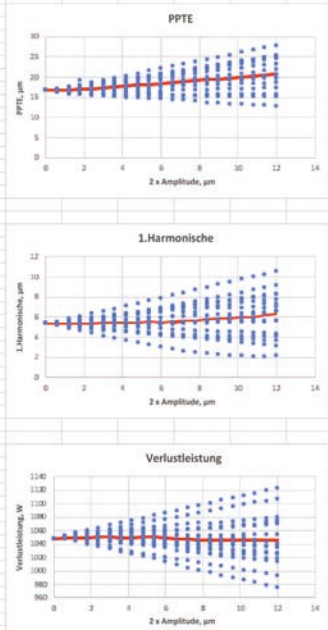 PPTE
PPTE, µm
30
25
20
15
10
5
0
0 2 4 6 8 10 12 14
2 x Amplitude, µm
1.Harmonische
1.Harmonische, µm
12
10
8
6
4
2
0
0 2 4 6 8 10 12 14
2 x Amplitude, µm
Verlustleistung
Verlustleistung, W
1140
1120
1100
1080
1060
1040
1020
1000
980
960
0 2 4 6 8 10 12 14
2 x Amplitude, µm